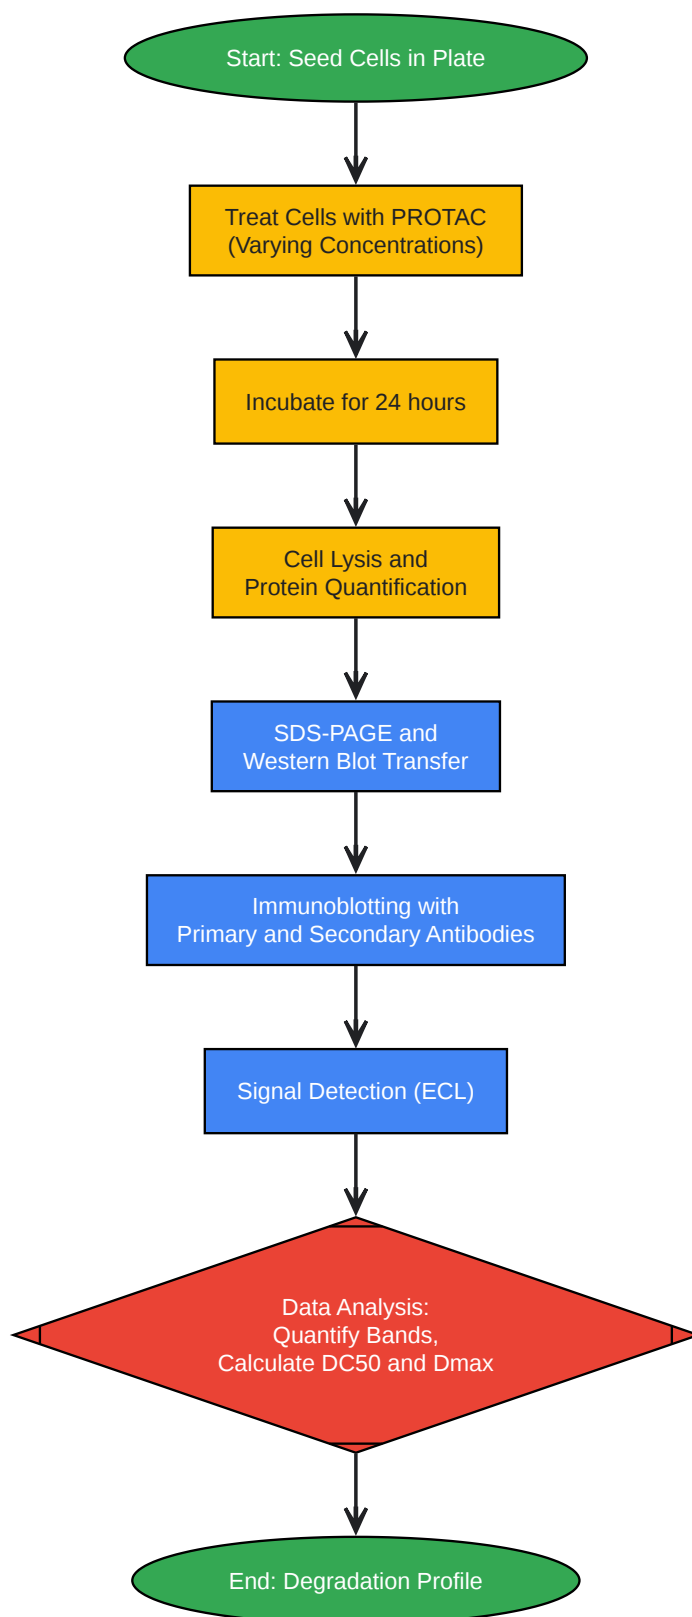 Start: Seed Cells in Plate
Treat Cells with PROTAC
(Varying Concentrations)
Incubate for 24 hours
Cell Lysis and
Protein Quantification
SDS-PAGE and
Western Blot Transfer
Immunoblotting with
Primary and Secondary Antibodies
Signal Detection (ECL)
Data Analysis:
Quantify Bands,
Calculate DC50 and Dmax
End: Degradation Profile